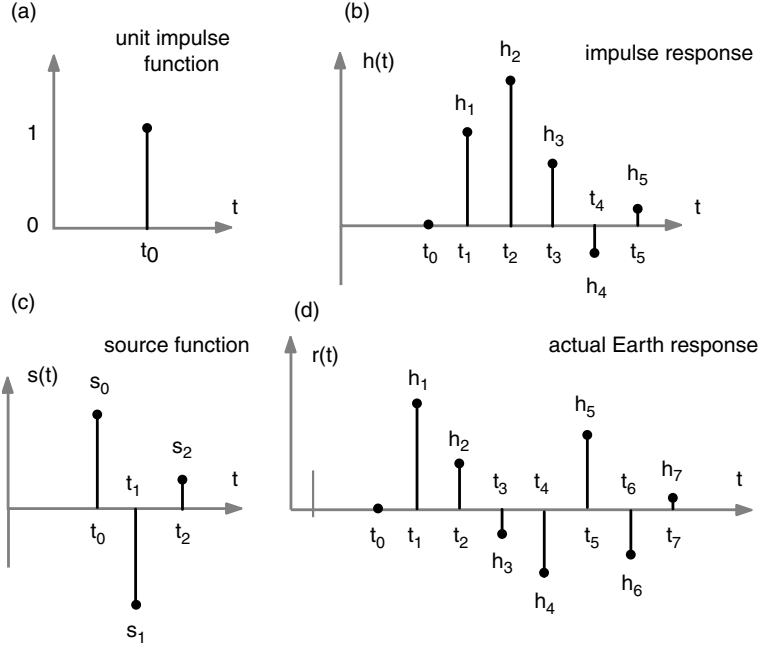 (a)
unit impulse
function
1
0
t
t0
(b)
h(t)
impulse response
h1
h2
h3
t4
h5
t
t0
t1
t2
t3
t5
h4
(c)
source function
s(t)
s0
s2
t1
t
t0
t2
s1
(d)
actual Earth response
r(t)
h1
h2
h5
t3
t4
t6
h7
t
t0
t1
t2
t5
t7
h3
h4
h6